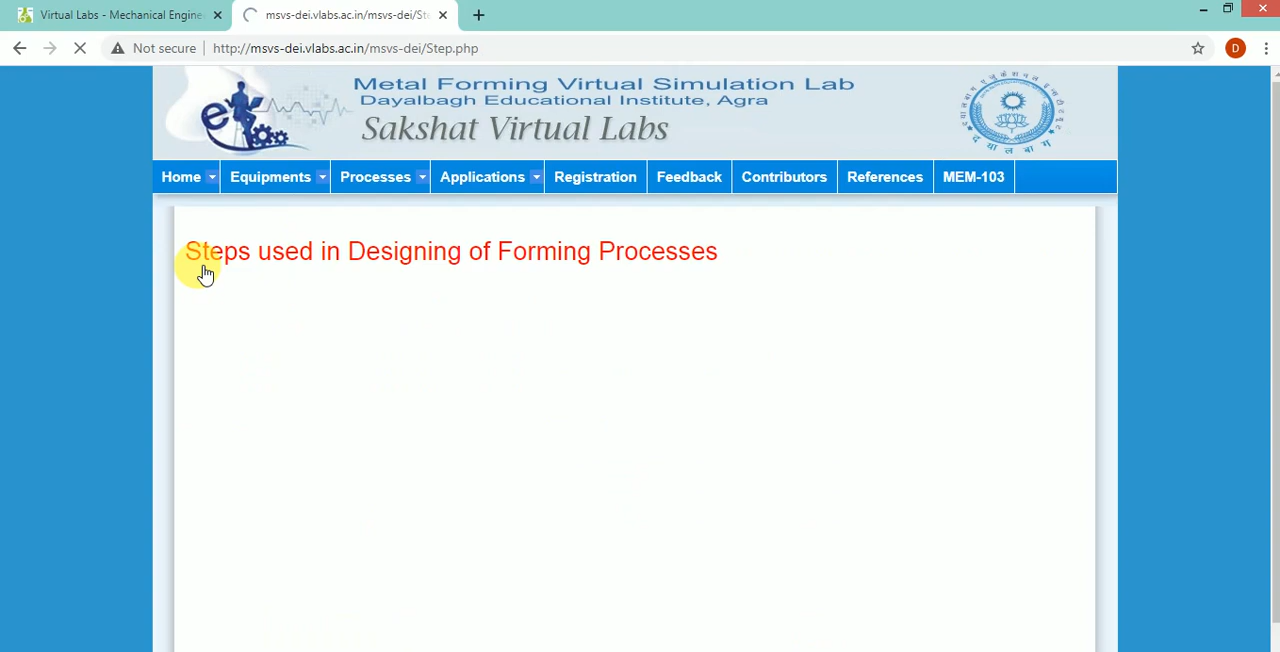 Virtual Labs - Mechanical Engine
msvs-dei.vlabs.ac.in/msvs-dei/Ste
Not secure
http://msvs-dei.vlabs.ac.in/msvs-dei/Step.php
D
Metal Forming Virtual Simulation Lab
Dayalbagh Educational Institute, Agra
Sakshat Virtual Labs
Home
Equipments
Processes
Applications
Registration
Feedback
Contributors
References
MEM-103
Steps used in Designing of Forming Processes